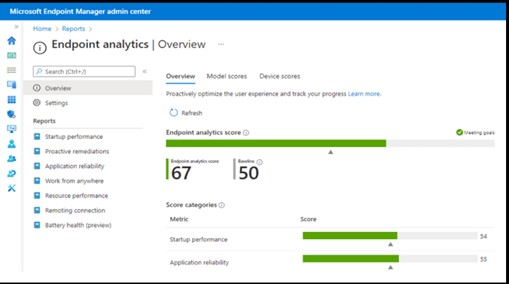 Microsoft Endpoint Manager admin center
Home > Reports >
Endpoint analytics | Overview ...
Search (Ctrl+/)
Overview
Settings
Reports
Startup performance
Proactive remediations
Application reliability
Work from anywhere
Resource performance
Remoting connection
Battery health (preview)
Overview Model scores Device scores
Proactively optimize the user experience and track your progress Learn more.
Refresh
Endpoint analytics score Meeting goals
Endpoint analytics score Baseline
67 50
Score categories
Metric Score
Startup performance 54
Application reliability 55